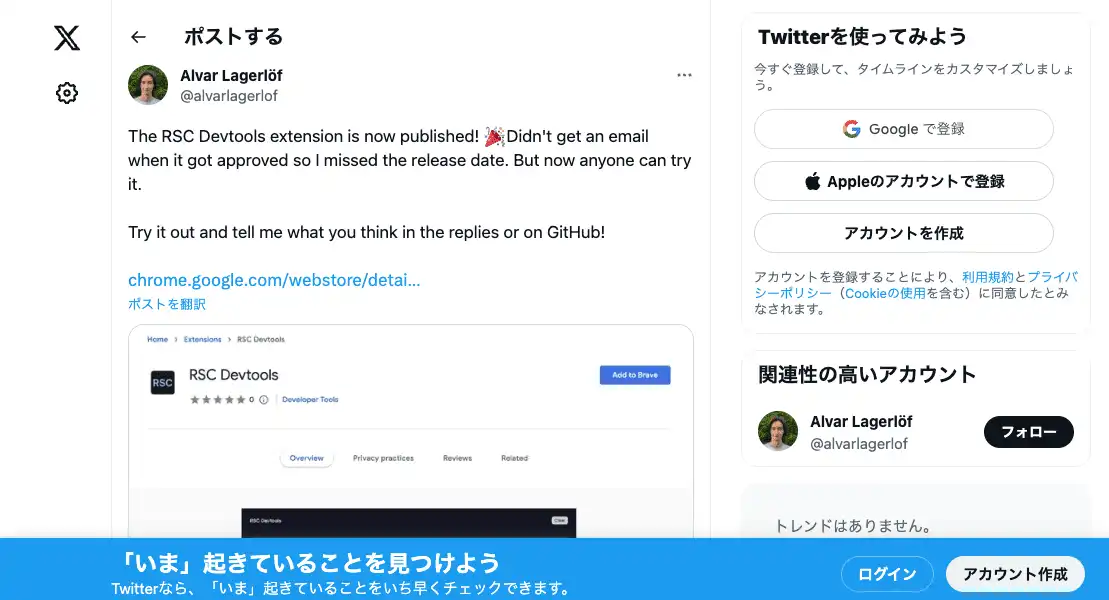 ポストする
Alvar Lagerlöf
@alvarlagerlof
The RSC Devtools extension is now published! 🎉Didn't get an email
when it got approved so I missed the release date. But now anyone can try
it.
Try it out and tell me what you think in the replies or on GitHub!
chrome.google.com/webstore/detai...
ポストを翻訳
Home › Extensions › RSC Devtools
RSC
RSC Devtools
Add to Brave
★★★★★ 0 Developer Tools
Overview Privacy practices Reviews Related
RSC Devtools Clear
Twitterを使ってみよう
今すぐ登録して、タイムラインをカスタマイズしましょ
う。
Google で登録
Appleのアカウントで登録
アカウントを作成
アカウントを登録することにより、利用規約とプライバ
シーポリシー（Cookieの使用を含む）に同意したとみ
なされます。
関連性の高いアカウント
Alvar Lagerlöf
@alvarlagerlof
フォロー
トレンドはありません。
「いま」起きていることを見つけよう
Twitterなら、「いま」起きていることをいち早くチェックできます。
ログイン
アカウント作成